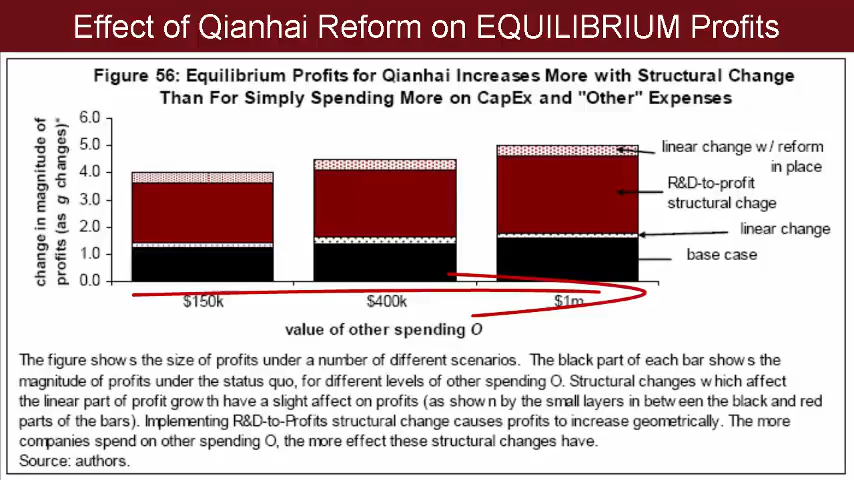 Effect of Qianhai Reform on EQUILIBRIUM Profits
Figure 56: Equilibrium Profits for Qianhai Increases More with Structural Change
Than For Simply Spending More on CapEx and "Other" Expenses
change in magnitude of
profits (as g changes)*
6.0
5.0
4.0
3.0
2.0
1.0
0.0
linear change w/ reform
in place
R&D-to-profit
structural chage
linear change
base case
$150k
$400k
$1m
value of other spending O
The figure shows the size of profits under a number of different scenarios. The black part of each bar shows the
magnitude of profits under the status quo, for different levels of other spending O. Structural changes which affect
the linear part of profit growth have a slight affect on profits (as shown by the small layers in between the black and red
parts of the bars). Implementing R&D-to-Profits structural change causes profits to increase geometrically. The more
companies spend on other spending O, the more effect these structural changes have.
Source: authors.